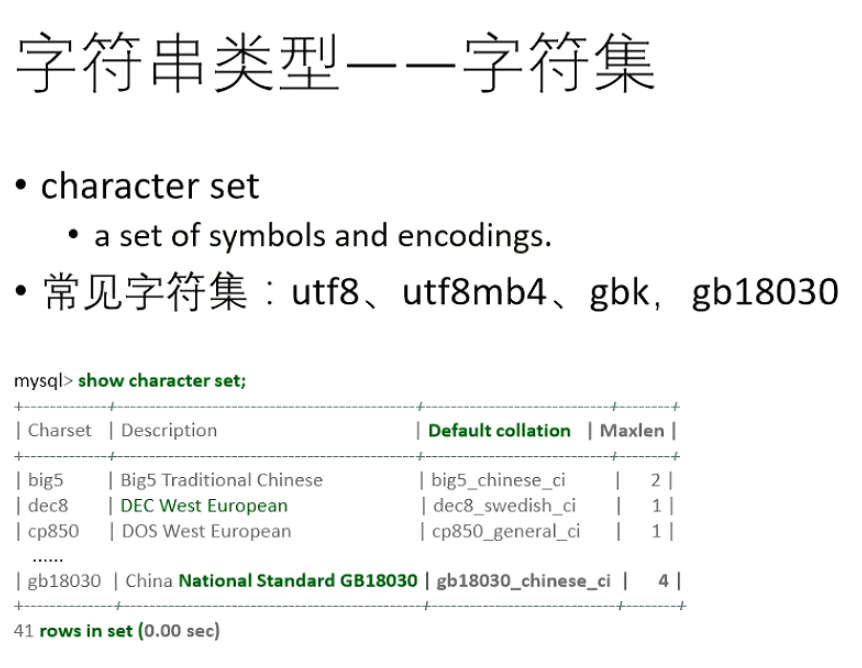 字符串类型——字符集
• character set
• a set of symbols and encodings.
• 常见字符集：utf8、utf8mb4、gbk，gb18030
mysql> show character set;
+-------------+-----------------------------------------+--------------------------+--------+
| Charset | Description | Default collation | Maxlen |
+-------------+-----------------------------------------+--------------------------+--------+
| big5 | Big5 Traditional Chinese | big5_chinese_ci | 2 |
| dec8 | DEC West European | dec8_swedish_ci | 1 |
| cp850 | DOS West European | cp850_general_ci | 1 |
......
| gb18030 | China National Standard GB18030 | gb18030_chinese_ci | 4 |
+-------------+-----------------------------------------+--------------------------+--------+
41 rows in set (0.00 sec)